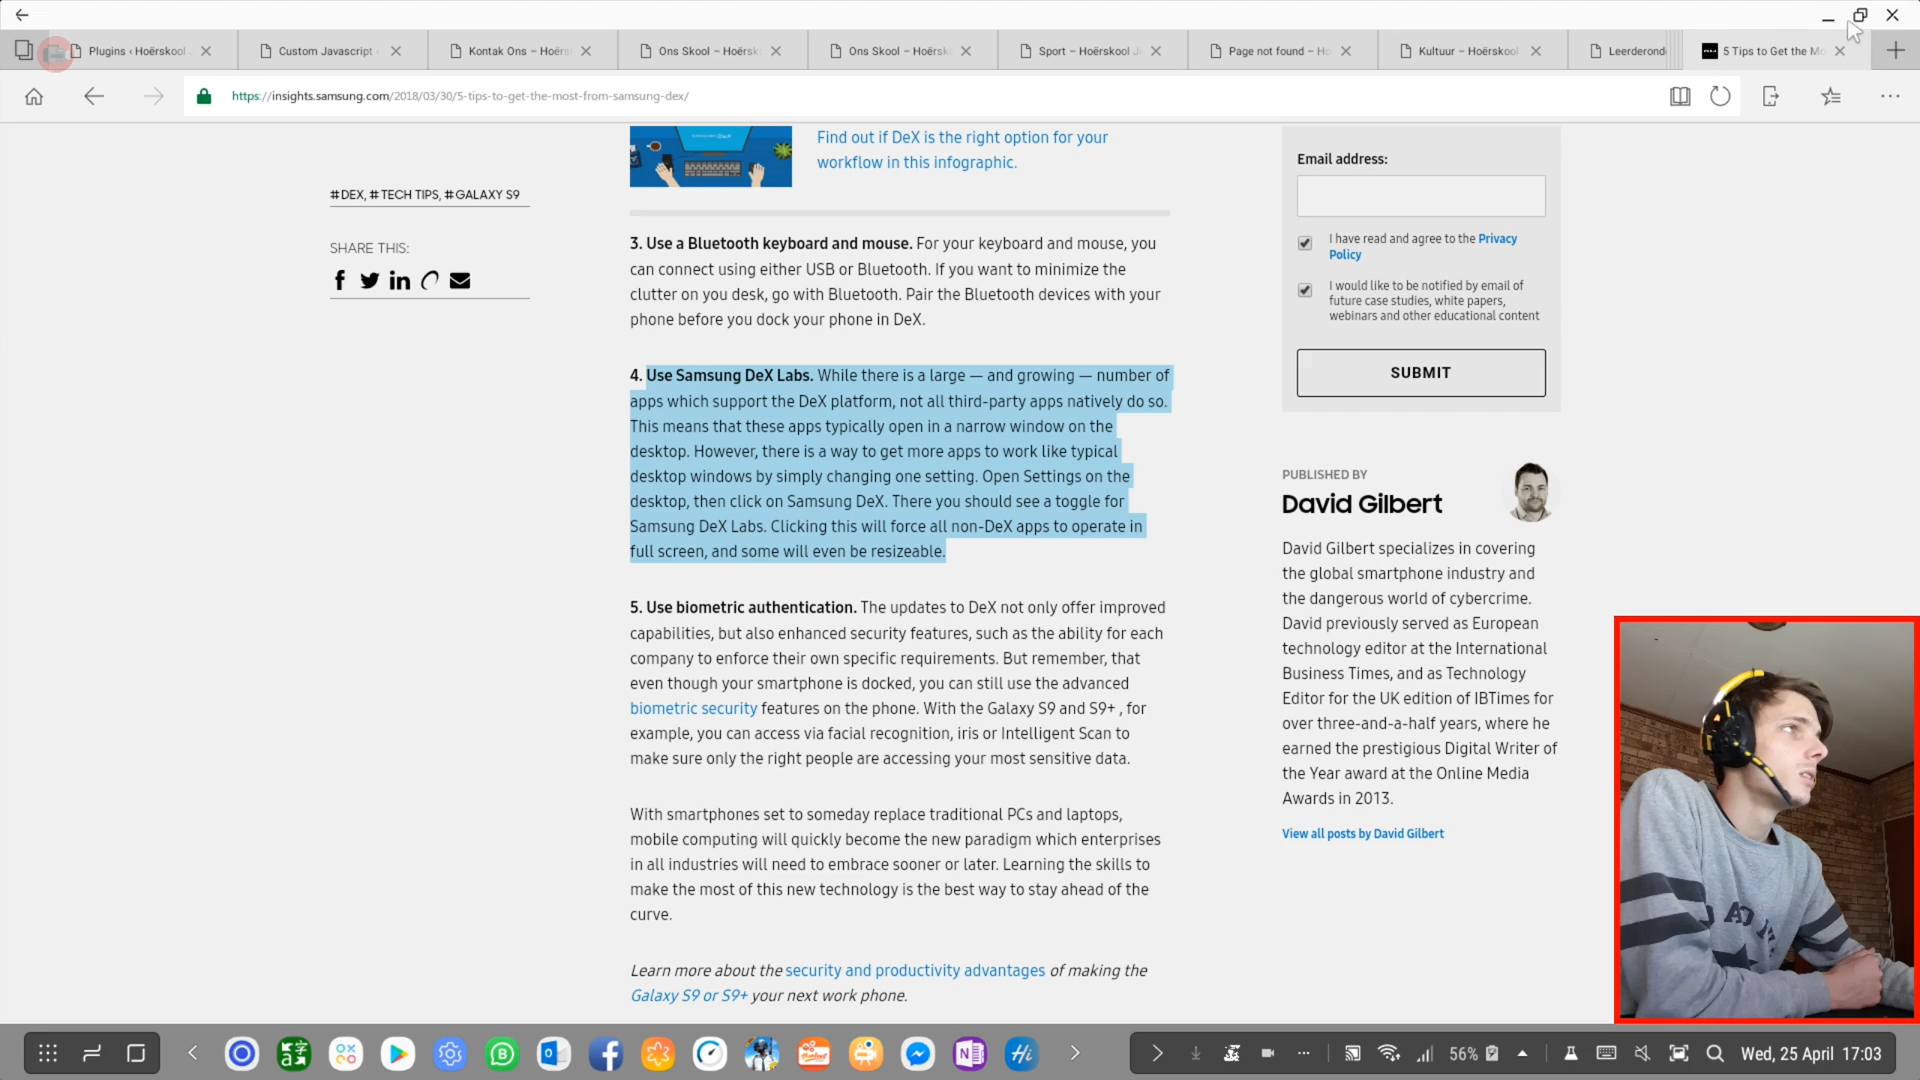 Plugins ‹ Hoërskool
Custom Javascript ‹
Kontak Ons – Hoërs
Ons Skool – Hoërsk
Ons Skool – Hoërsk
Sport – Hoërskool J
Page not found – Ho
Kultuur – Hoërskool
Leerderond
5 Tips to Get the Mo
https://insights.samsung.com/2018/03/30/5-tips-to-get-the-most-from-samsung-dex/
Find out if DeX is the right option for your
workflow in this infographic.
#DEX, #TECH TIPS, #GALAXY S9
SHARE THIS:
3. Use a Bluetooth keyboard and mouse. For your keyboard and mouse, you
can connect using either USB or Bluetooth. If you want to minimize the
clutter on you desk, go with Bluetooth. Pair the Bluetooth devices with your
phone before you dock your phone in DeX.
4. Use Samsung DeX Labs. While there is a large — and growing — number of
apps which support the DeX platform, not all third-party apps natively do so.
This means that these apps typically open in a narrow window on the
desktop. However, there is a way to get more apps to work like typical
desktop windows by simply changing one setting. Open Settings on the
desktop, then click on Samsung DeX. There you should see a toggle for
Samsung DeX Labs. Clicking this will force all non-DeX apps to operate in
full screen, and some will even be resizeable.
5. Use biometric authentication. The updates to DeX not only offer improved
capabilities, but also enhanced security features, such as the ability for each
company to enforce their own specific requirements. But remember, that
even though your smartphone is docked, you can still use the advanced
biometric security features on the phone. With the Galaxy S9 and S9+ , for
example, you can access via facial recognition, iris or Intelligent Scan to
make sure only the right people are accessing your most sensitive data.
With smartphones set to someday replace traditional PCs and laptops,
mobile computing will quickly become the new paradigm which enterprises
in all industries will need to embrace sooner or later. Learning the skills to
make the most of this new technology is the best way to stay ahead of the
curve.
Learn more about the security and productivity advantages of making the
Galaxy S9 or S9+ your next work phone.
Email address:
I have read and agree to the Privacy
Policy
I would like to be notified by email of
future case studies, white papers,
webinars and other educational content
SUBMIT
PUBLISHED BY
David Gilbert
David Gilbert specializes in covering
the global smartphone industry and
the dangerous world of cybercrime.
David previously served as European
technology editor at the International
Business Times, and as Technology
Editor for the UK edition of IBTimes for
over three-and-a-half years, where he
earned the prestigious Digital Writer of
the Year award at the Online Media
Awards in 2013.
View all posts by David Gilbert
56%
Wed, 25 April 17:03